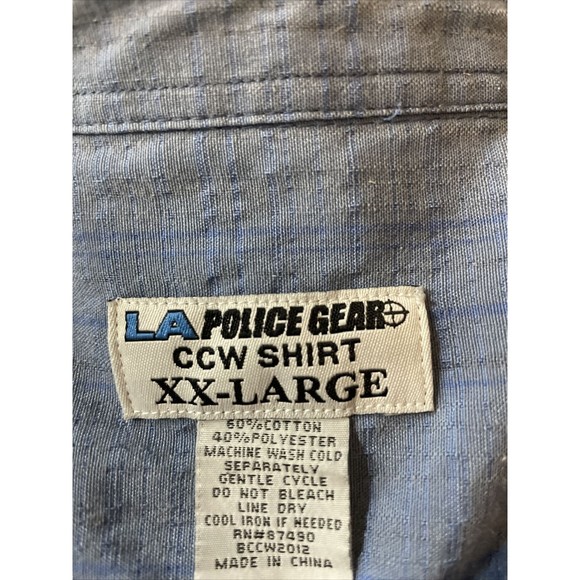 LA POLICE GEAR
CCW SHIRT
XX-LARGE
60%COTTON
40%POLYESTER
MACHINE WASH COLD
SEPARATELY
GENTLE CYCLE
DO NOT BLEACH
LINE DRY
COOL IRON IF NEEDED
RN#87490
BCCW2012
MADE IN CHINA